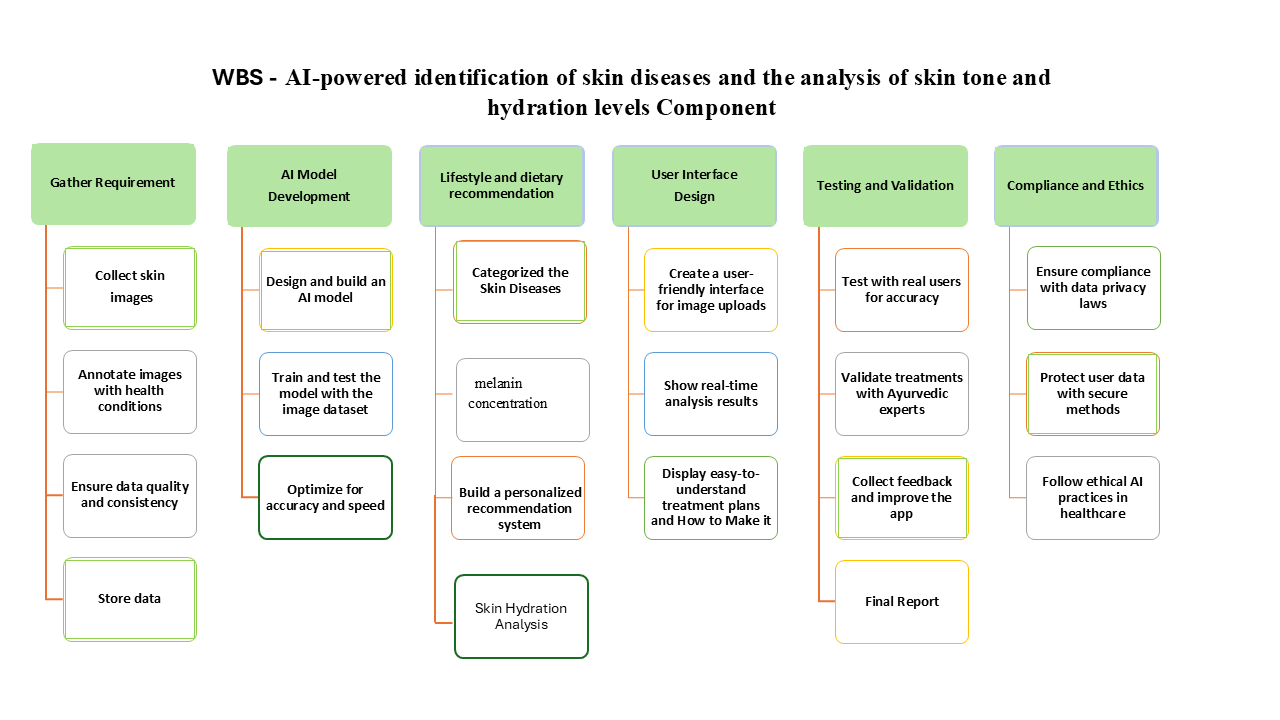 WBS - AI-powered identification of skin diseases and the analysis of skin tone and
hydration levels Component
Gather Requirement
Collect skin
images
Annotate images
with health
conditions
Ensure data quality
and consistency
Store data
AI Model
Development
Design and build an
AI model
Train and test the
model with the
image dataset
Optimize for
accuracy and speed
Lifestyle and dietary
recommendation
Categorized the
Skin Diseases
melanin
concentration
Build a personalized
recommendation
system
Skin Hydration
Analysis
User Interface
Design
Create a user-
friendly interface
for image uploads
Show real-time
analysis results
Display easy-to-
understand
treatment plans
and How to Make it
Testing and Validation
Test with real users
for accuracy
Validate treatments
with Ayurvedic
experts
Collect feedback
and improve the
app
Final Report
Compliance and Ethics
Ensure compliance
with data privacy
laws
Protect user data
with secure
methods
Follow ethical AI
practices in
healthcare